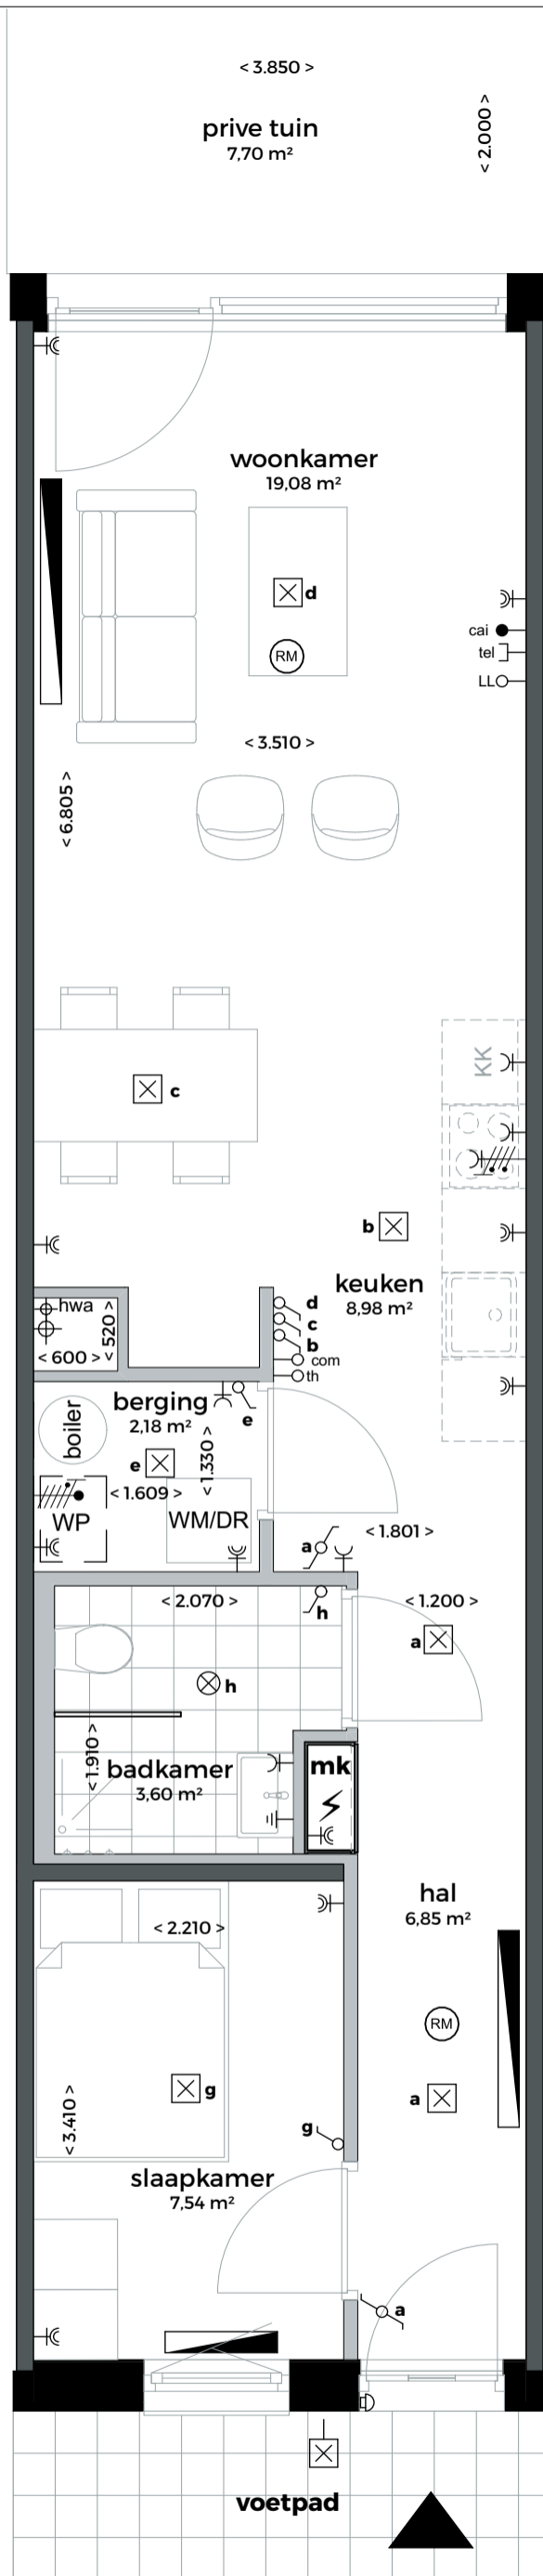 < 3.850 >
< 2.000 >
prive tuin
7,70 m²
woonkamer
19,08 m²
d
RM
cai
tel
LL
< 3.510 >
< 6.805 >
KK
c
b
keuken
8,98 m²
hwa
< 520 >
< 600 >
d
c
b
com
th
berging
2,18 m²
e
boiler
e
< 1.330 >
< 1.609 >
WP
WM/DR
< 1.801 >
a
< 2.070 >
h
< 1.200 >
a
h
< 1.910 >
badkamer
3,60 m²
mk
hal
6,85 m²
< 2.210 >
RM
g
a
< 3.410 >
g
slaapkamer
7,54 m²
a
voetpad